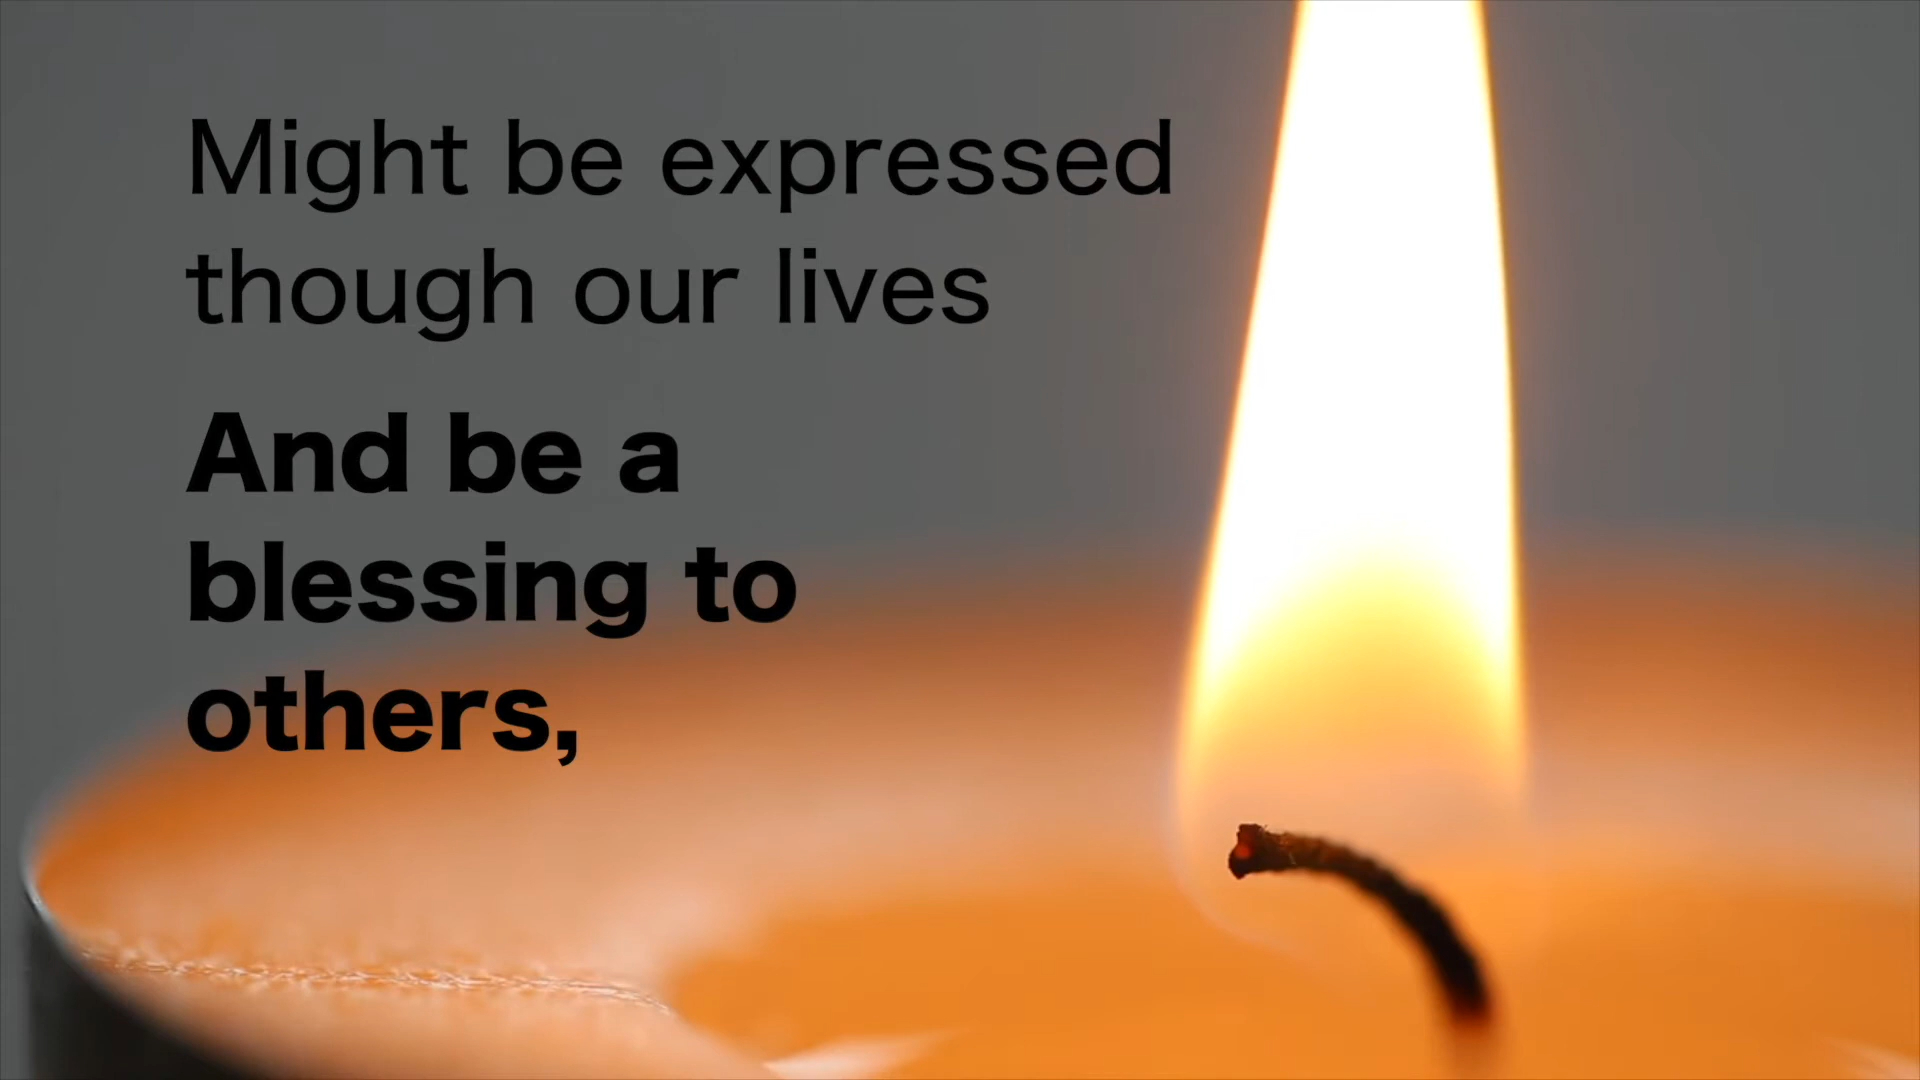 Might be expressed
though our lives
And be a
blessing to
others,